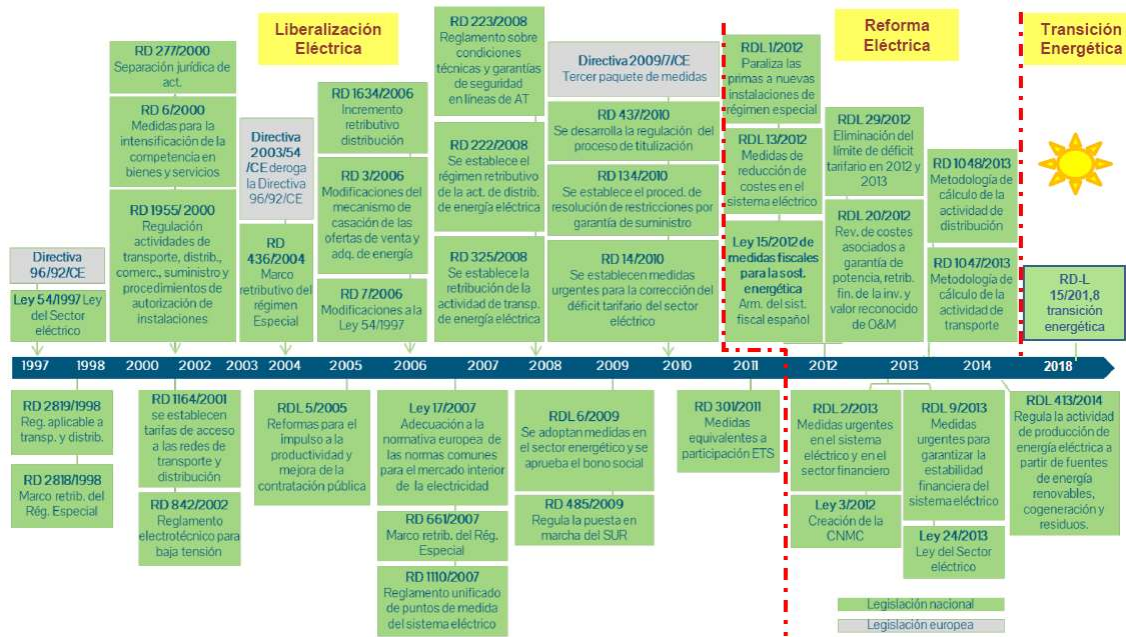 Liberalización
Eléctrica
Reforma
Eléctrica
Transición
Energética
Directiva
96/92/CE
Ley 54/1997 Ley
del Sector
eléctrico
RD 277/2000
Separación jurídica de
act.
RD 6/2000
Medidas para la
intensificación de la
competencia en
bienes y servicios
RD 1955/ 2000
Regulación
actividades de
transporte, distrib.,
comerc., suministro y
procedimientos de
autorización de
instalaciones
Directiva
2003/54
/CE deroga
la Directiva
96/92/CE
RD
436/2004
Marco
retributivo del
régimen
Especial
RD 1634/2006
Incremento
retributivo
distribución
RD 3/2006
Modificaciones del
mecanismo de
casación de las
ofertas de venta y
adq. de energía
RD 7/2006
Modificaciones a la
Ley 54/1997
RD 223/2008
Reglamento sobre
condiciones
técnicas y garantías
de seguridad
en líneas de AT
RD 222/2008
Se establece el
régimen retributivo
de la act. de distrib.
de energía eléctrica
RD 325/2008
Se establece la
retribución de la
actividad de transp.
de energía eléctrica
Directiva 2009/7/CE
Tercer paquete de medidas
RD 437/2010
Se desarrolla la regulación del
proceso de titulización
RD 134/2010
Se establece el proced. de
resolución de restricciones por
garantía de suministro
RD 14/2010
Se establecen medidas
urgentes para la corrección del
déficit tarifario del sector
eléctrico
RDL 1/2012
Paraliza las
primas a nuevas
instalaciones de
régimen especial
RDL 13/2012
Medidas de
reducción de
costes en el
sistema eléctrico
Ley 15/2012 de
medidas fiscales
para la sost.
energética
Arm. del sist.
fiscal español
RDL 29/2012
Eliminación del
límite de déficit
tarifario en 2012 y
2013
RDL 20/2012
Rev. de costes
asociados a
garantía de
potencia, retrib.
fin. de la inv. y
valor reconocido
de O&M
RD 1048/2013
Metodología de
cálculo de la
actividad de
distribución
RD 1047/2013
Metodología de
cálculo de la
actividad de
transporte
RD-L
15/201,8
transición
energética
1997 1998 2000 2002 2003 2004 2005 2006 2007 2008 2009 2010 2011 2012 2013 2014 2018
RD 2819/1998
Reg. aplicable a
transp. y distrib.
RD 2818/1998
Marco retrib. del
Rég. Especial
RD 1164/2001
se establecen
tarifas de acceso
a las redes de
transporte y
distribución
RD 842/2002
Reglamento
electrotécnico para
baja tensión
RDL 5/2005
Reformas para el
impulso a la
productividad y
mejora de la
contratación pública
Ley 17/2007
Adecuación a la
normativa europea de
las normas comunes
para el mercado interior
de la electricidad
RD 661/2007
Marco retrib. del Rég.
Especial
RD 1110/2007
Reglamento unificado
de puntos de medida
del sistema eléctrico
RDL 6/2009
Se adoptan medidas en
el sector energético y se
aprueba el bono social
RD 485/2009
Regula la puesta en
marcha del SUR
RD 301/2011
Medidas
equivalentes a
participación ETS
RDL 2/2013
Medidas urgentes
en el sistema
eléctrico y en el
sector financiero
Ley 3/2012
Creación de la
CNMC
RDL 9/2013
Medidas
urgentes para
garantizar la
estabilidad
financiera del
sistema eléctrico
Ley 24/2013
Ley del Sector
eléctrico
RDL 413/2014
Regula la actividad
de producción de
energía eléctrica a
partir de fuentes
de energía
renovables,
cogeneración y
residuos.
Legislación nacional
Legislación europea